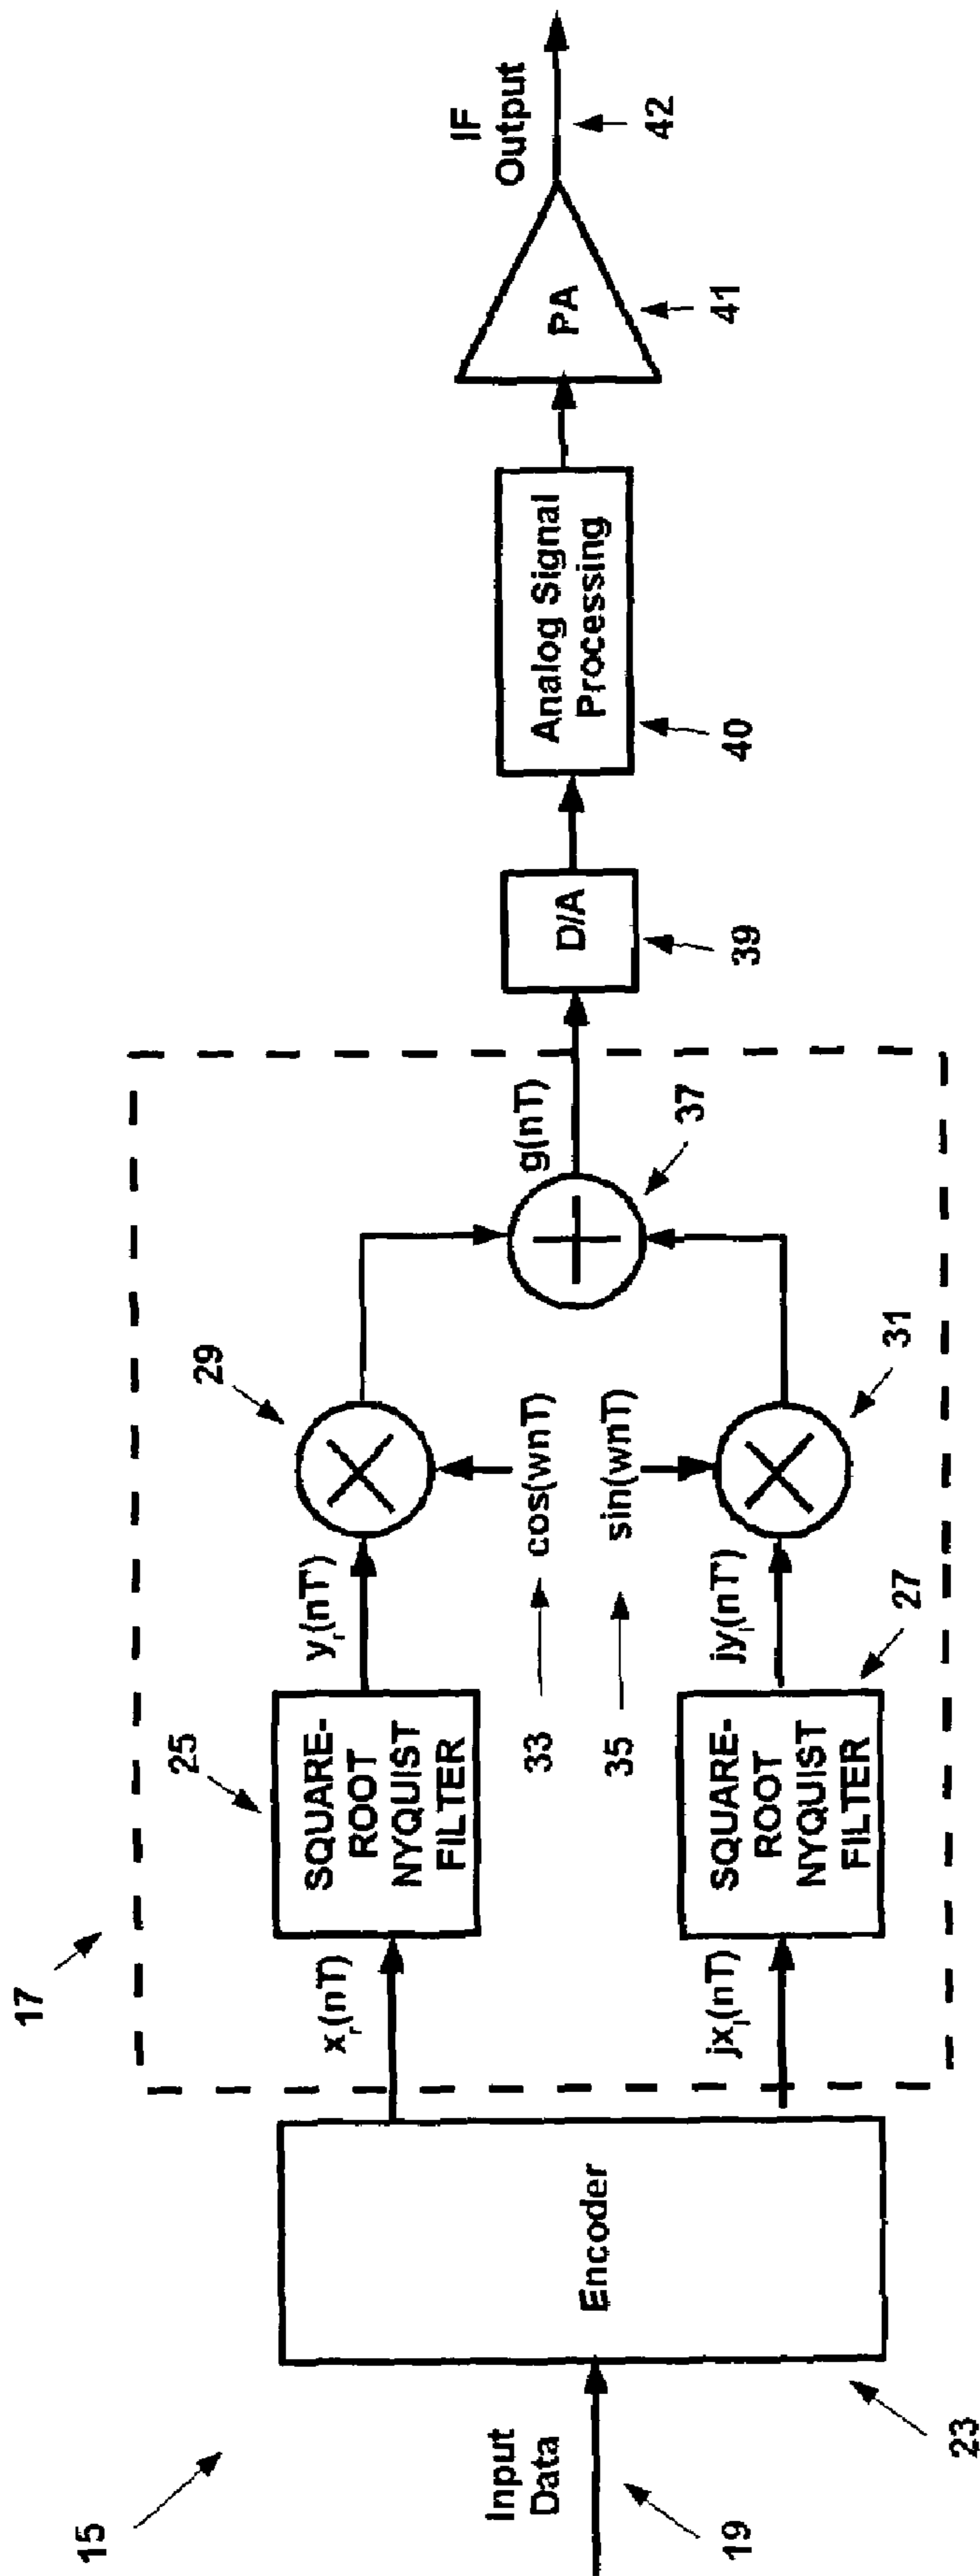 15
17
Input
Data
19
Encoder
23
x_r(nT)
jx_i(nT)
25
SQUARE-
ROOT
NYQUIST
FILTER
SQUARE-
ROOT
NYQUIST
FILTER
27
y_r(nT)
jy_i(nT)
33
35
cos(wnT)
sin(wnT)
29
31
37
g(nT)
D/A
39
Analog Signal
Processing
40
PA
41
IF
Output
42